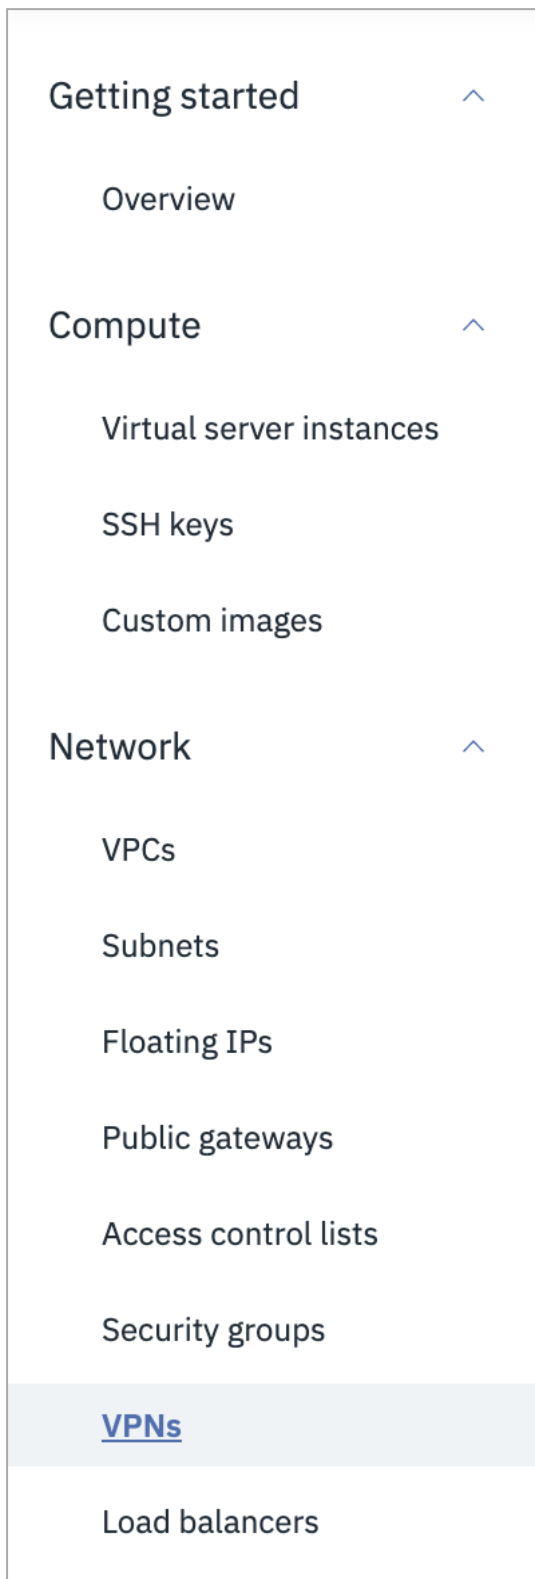 Getting started
Overview
Compute
Virtual server instances
SSH keys
Custom images
Network
VPCs
Subnets
Floating IPs
Public gateways
Access control lists
Security groups
VPNs
Load balancers